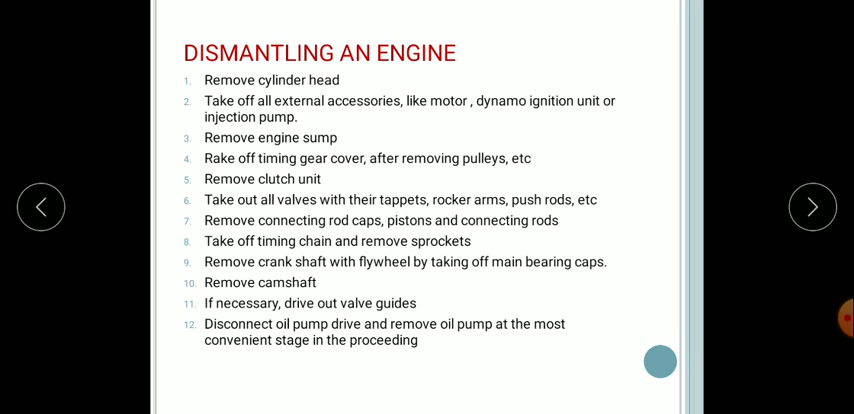 DISMANTLING AN ENGINE
1. Remove cylinder head
2. Take off all external accessories, like motor , dynamo ignition unit or
injection pump.
3. Remove engine sump
4. Rake off timing gear cover, after removing pulleys, etc
5. Remove clutch unit
6. Take out all valves with their tappets, rocker arms, push rods, etc
7. Remove connecting rod caps, pistons and connecting rods
8. Take off timing chain and remove sprockets
9. Remove crank shaft with flywheel by taking off main bearing caps.
10. Remove camshaft
11. If necessary, drive out valve guides
12. Disconnect oil pump drive and remove oil pump at the most
convenient stage in the proceeding